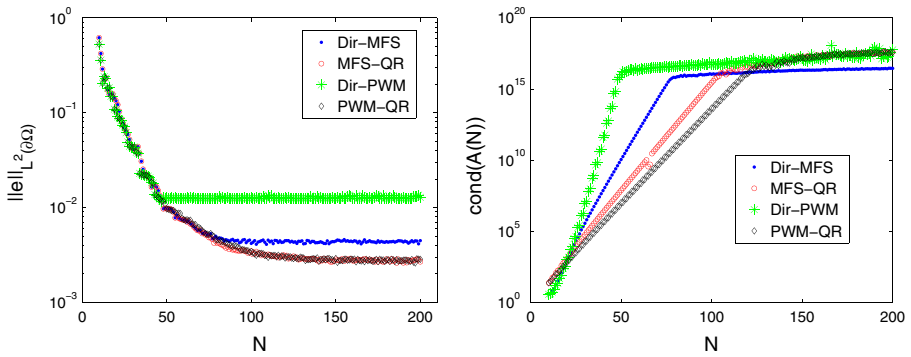 10^0
10^-1
10^-2
10^-3
||e||_L^2(∂Ω)
0 50 100 150 200
N
Dir-MFS
MFS-QR
Dir-PWM
PWM-QR
10^20
10^15
10^10
10^5
10^0
cond(A(N))
0 50 100 150 200
N
Dir-MFS
MFS-QR
Dir-PWM
PWM-QR